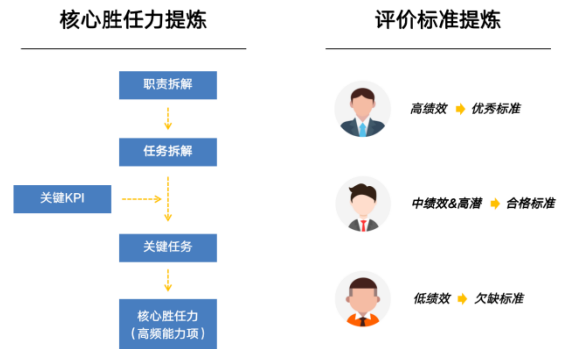 核心胜任力提炼
职责拆解
任务拆解
关键KPI
关键任务
核心胜任力
（高频能力项）
评价标准提炼
高绩效 优秀标准
中绩效&高潜 合格标准
低绩效 欠缺标准